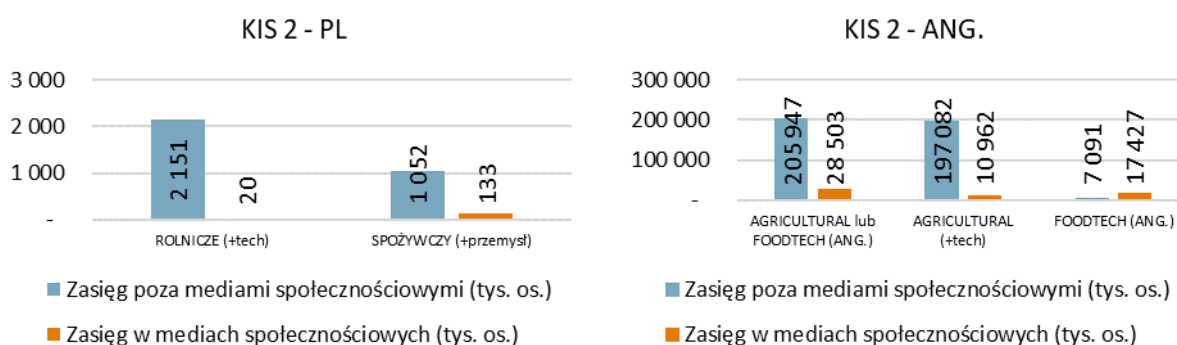 KIS 2 - PL
3 000
2 000
1 000
-
2 151
20
1 052
133
ROLNICZE (+tech)
SPOŻYWCZY (+przemysł)
Zasięg poza mediami społecznościowymi (tys. os.)
Zasięg w mediach społecznościowych (tys. os.)
KIS 2 - ANG.
300 000
200 000
100 000
-
205 947
28 503
197 082
10 962
7 091
17 427
AGRICULTURAL lub
FOODTECH (ANG.)
AGRICULTURAL
(+tech)
FOODTECH (ANG.)
Zasięg poza mediami społecznościowymi (tys. os.)
Zasięg w mediach społecznościowych (tys. os.)